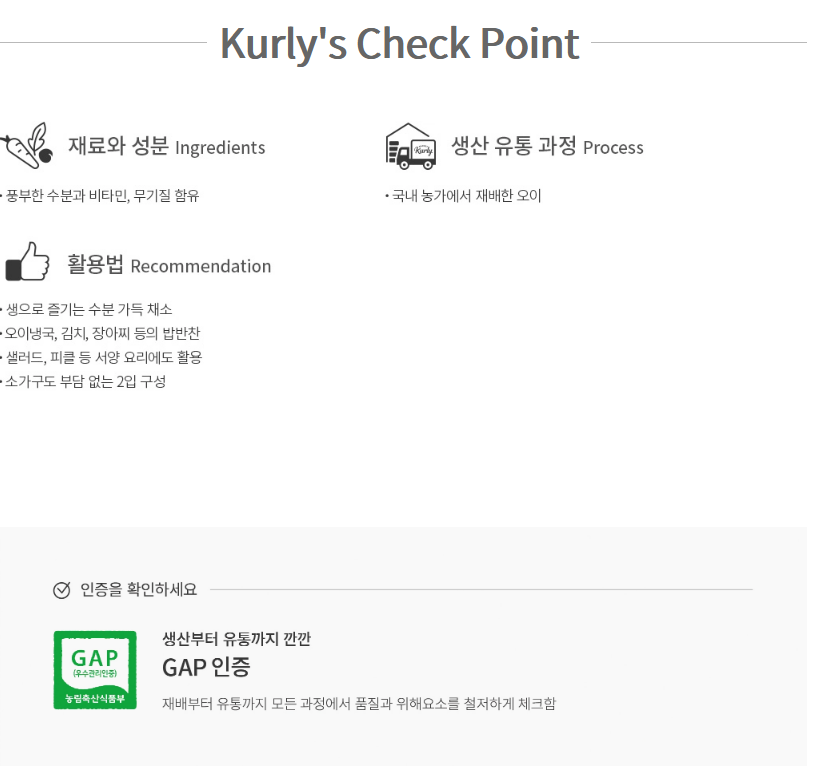 Kurly's Check Point
재료와 성분 Ingredients
• 풍부한 수분과 비타민, 무기질 함유
Kurly
생산 유통 과정 Process
• 국내 농가에서 재배한 오이
활용법 Recommendation
• 생으로 즐기는 수분 가득 채소
• 오이냉국, 김치, 장아찌 등의 밥반찬
• 샐러드, 피클 등 서양 요리에도 활용
• 소가구도 부담 없는 2입 구성
인증을 확인하세요
GAP
(우수관리인증)
농림축산식품부
생산부터 유통까지 깐깐
GAP 인증
재배부터 유통까지 모든 과정에서 품질과 위해요소를 철저하게 체크함